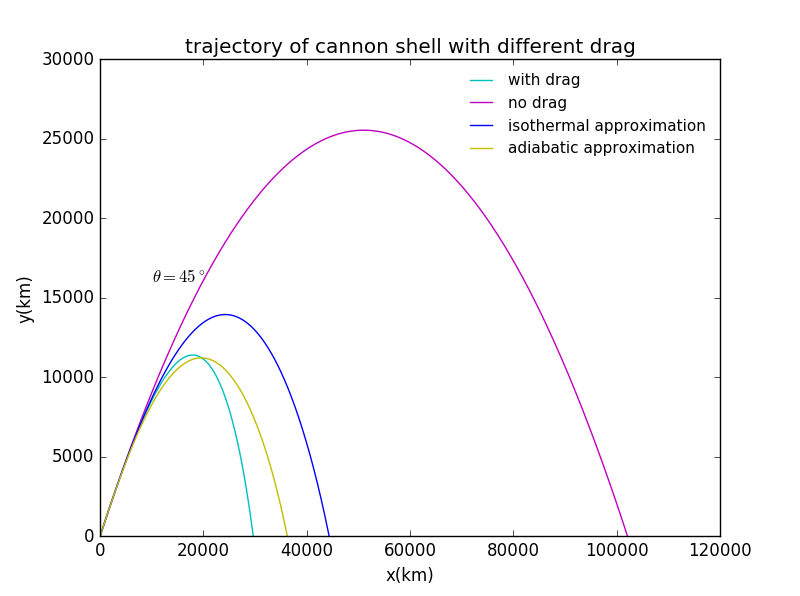 trajectory of cannon shell with different drag
30000
25000
20000
15000
10000
5000
0
y(km)
with drag
no drag
isothermal approximation
adiabatic approximation
θ = 45°
0 20000 40000 60000 80000 100000 120000
x(km)